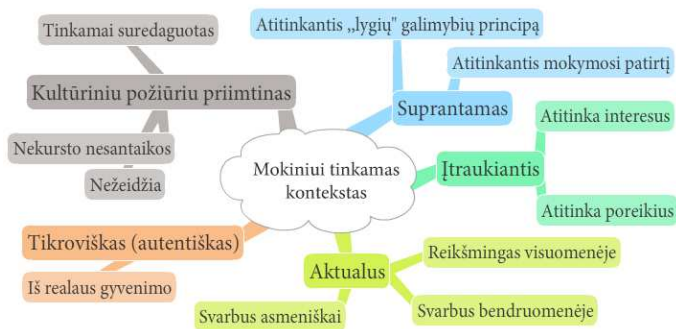 Tinkamai suredaguotas
Kultūriniu požiūriu priimtinas
Nekursto nesantaikos
Nežeidžia
Atitinkantis „lygių" galimybių principą
Atitinkantis mokymosi patirtį
Suprantamas
Mokiniui tinkamas
kontekstas
Atitinka interesus
Įtraukiantis
Atitinka poreikius
Tikroviškas (autentiškas)
Iš realaus gyvenimo
Aktualus
Reikšmingas visuomenėje
Svarbus bendruomenėje
Svarbus asmeniškai